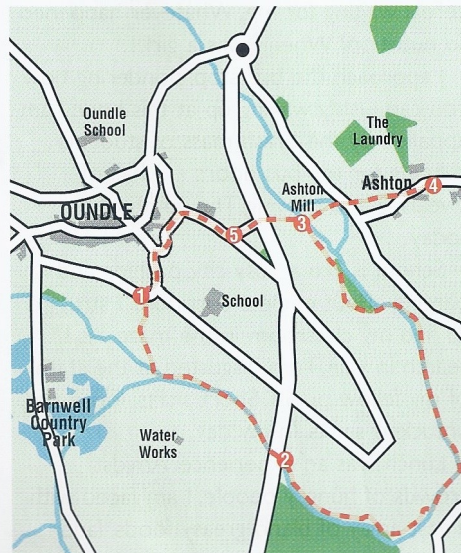 Oundle
School
The
Laundry
OUNDLE
Ashton
Mill
Ashton
4
3
5
1
School
Barnwell
Country
Park
Water
Works
2